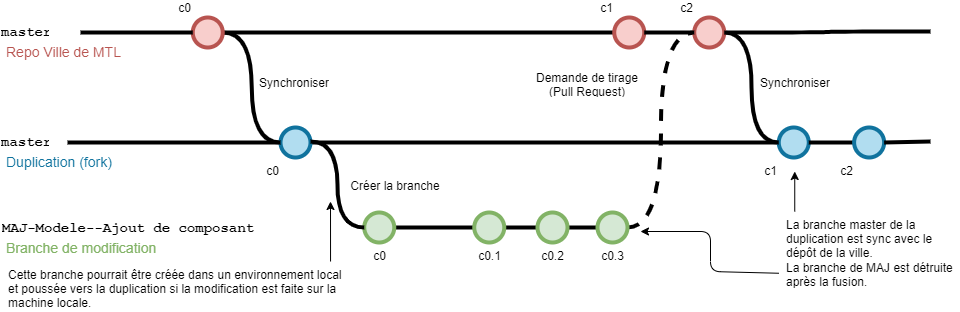 c0
c1
c2
master
Repo Ville de MTL
Synchroniser
Demande de tirage
(Pull Request)
Synchroniser
master
Duplication (fork)
c0
c1
c2
Créer la branche
MAJ-Modele--Ajout de composant
Branche de modification
c0
c0.1
c0.2
c0.3
La branche master de la
duplication est sync avec le
dépôt de la ville.
La branche de MAJ est détruite
après la fusion.
Cette branche pourrait être créée dans un environnement local
et poussée vers la duplication si la modification est faite sur la
machine locale.